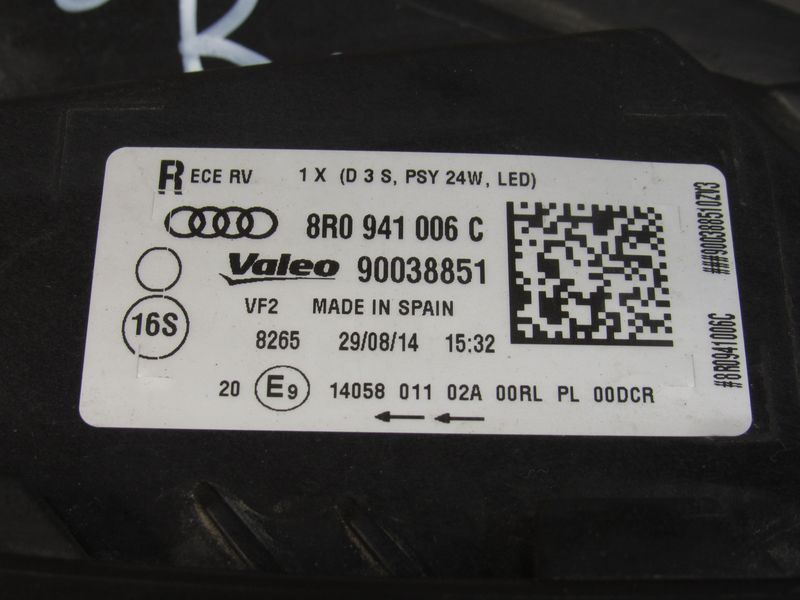 R
R ECE RV 1 X (D 3 S, PSY 24W, LED)
8R0 941 006 C
Valeo 90038851
VF2 MADE IN SPAIN
16S
8265 29/08/14 15:32
20 E9 14058 011 02A 00RL PL 00DCR
##900388510ZW3
#8R0941006C